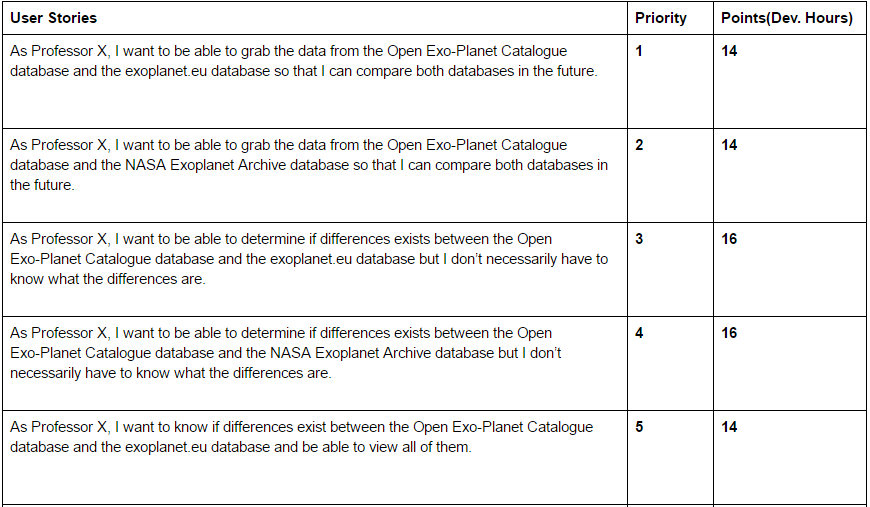 User Stories Priority Points(Dev. Hours)
As Professor X, I want to be able to grab the data from the Open Exo-Planet Catalogue 1 14
database and the exoplanet.eu database so that I can compare both databases in the future.
As Professor X, I want to be able to grab the data from the Open Exo-Planet Catalogue 2 14
database and the NASA Exoplanet Archive database so that I can compare both databases in
the future.
As Professor X, I want to be able to determine if differences exists between the Open 3 16
Exo-Planet Catalogue database and the exoplanet.eu database but I don’t necessarily have to
know what the differences are.
As Professor X, I want to be able to determine if differences exists between the Open 4 16
Exo-Planet Catalogue database and the NASA Exoplanet Archive database but I don’t
necessarily have to know what the differences are.
As Professor X, I want to know if differences exist between the Open Exo-Planet Catalogue 5 14
database and the exoplanet.eu database and be able to view all of them.